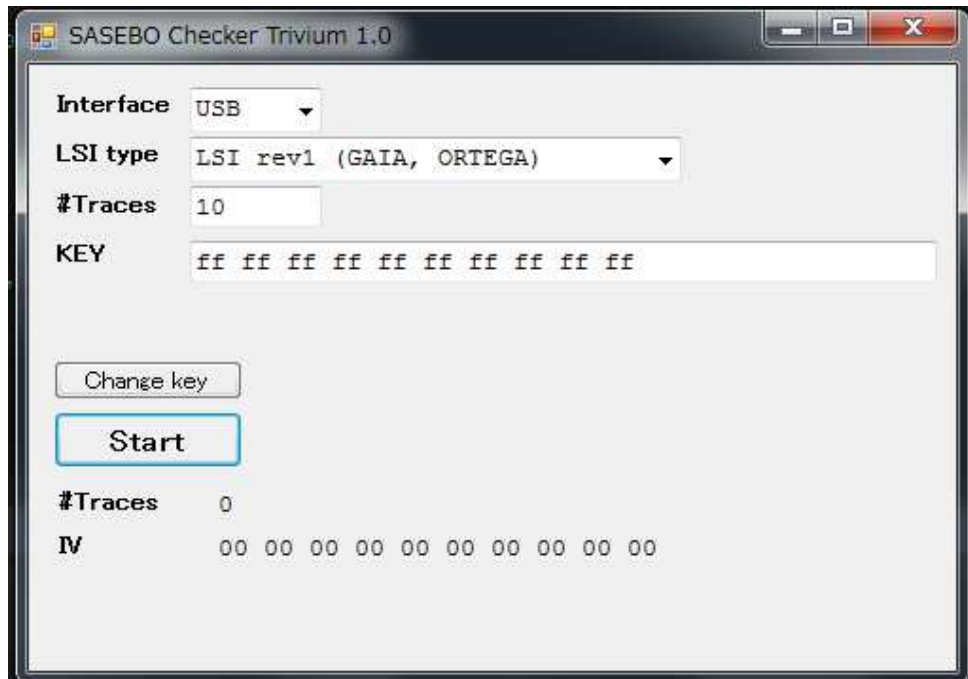 SASEBO Checker Trivium 1.0
Interface USB
LSI type LSI rev1 (GAIA, ORTEGA)
#Traces 10
KEY ff ff ff ff ff ff ff ff ff ff
Change key
Start
#Traces 0
IV 00 00 00 00 00 00 00 00 00 00